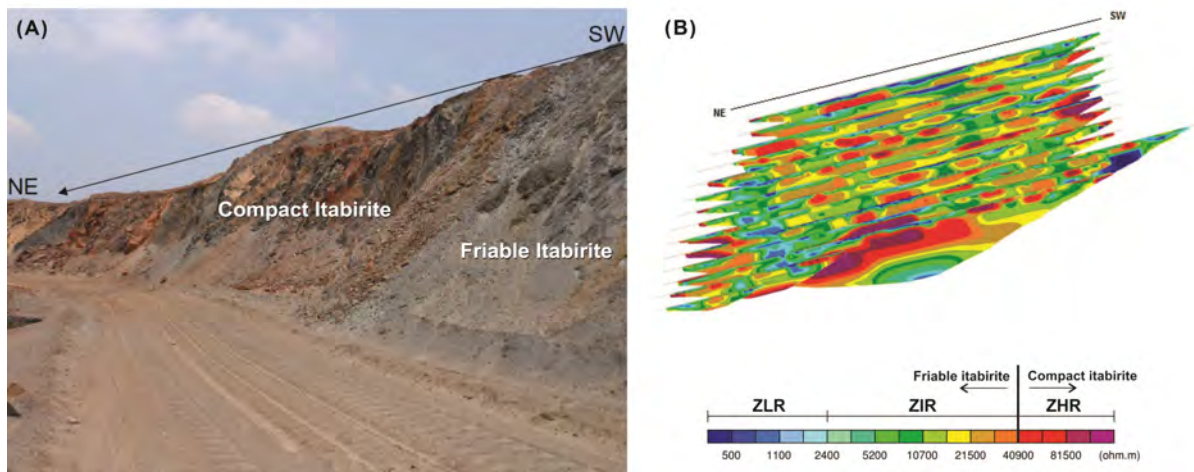 (A)
SW
NE
Compact Itabirite
Friable Itabirite
(B)
SW
NE
Friable itabirite
Compact itabirite
ZLR
ZIR
ZHR
500 1100 2400 5200 10700 21500 40900 81500 (ohm.m)